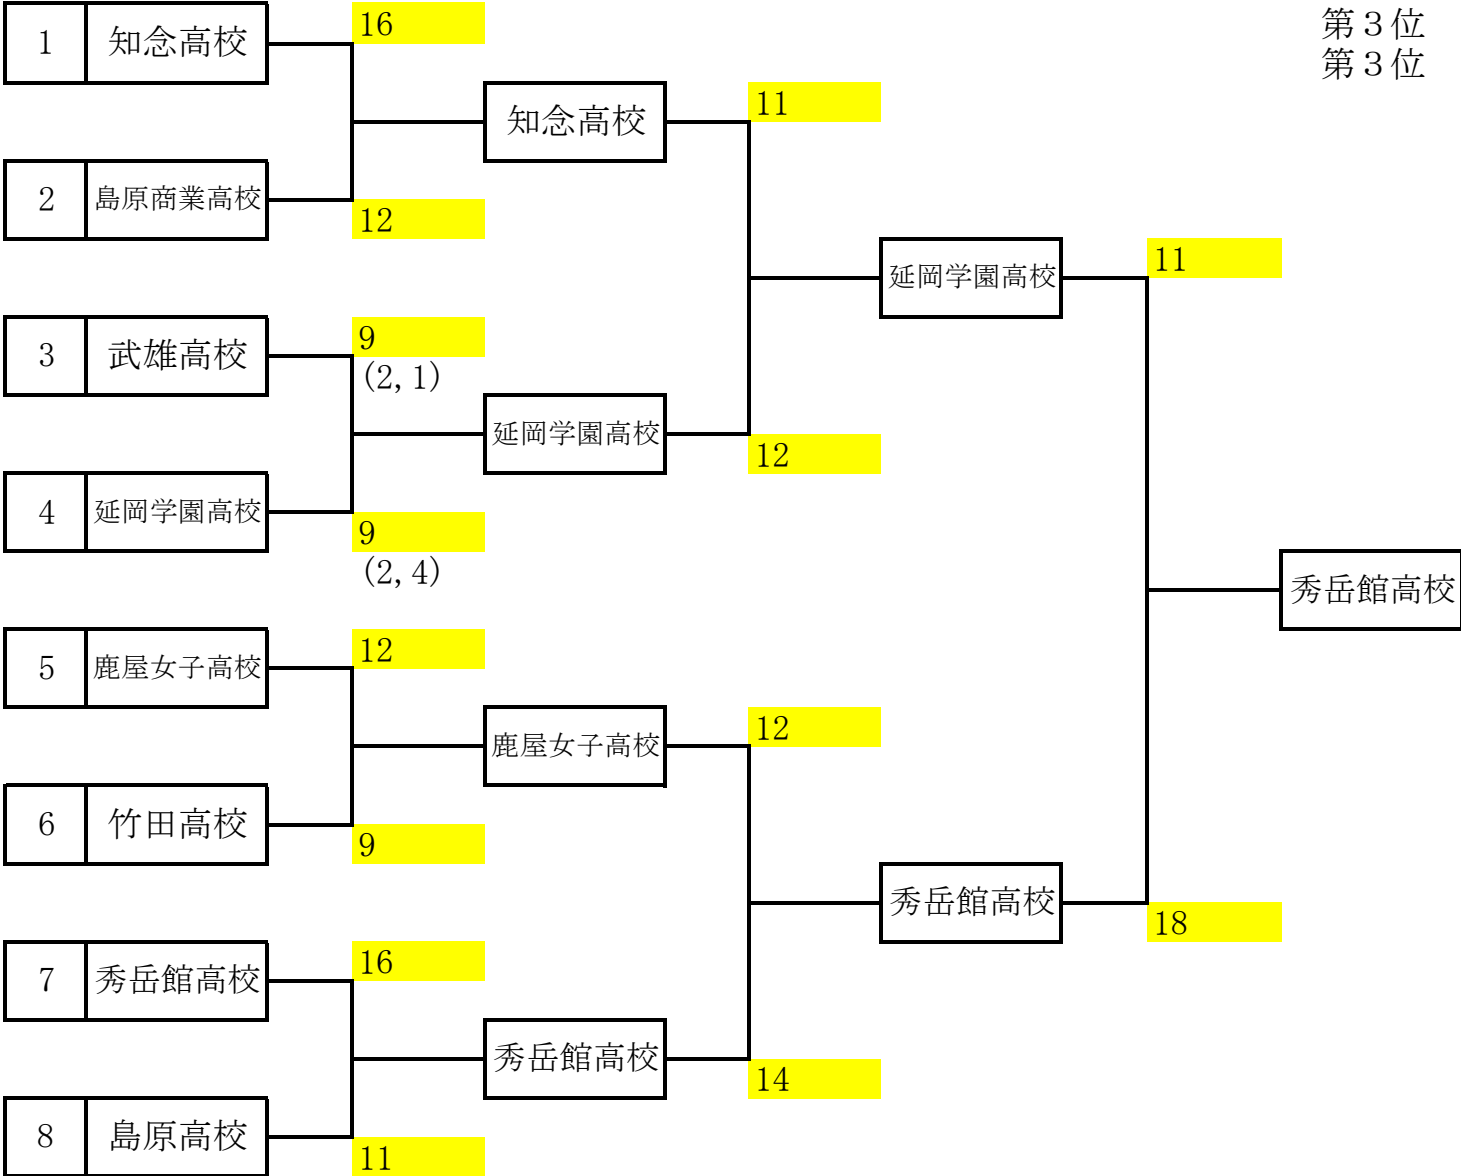 16
第３位
1 知念高校
第３位
11
知念高校
2 島原商業高校
12
11
延岡学園高校
9
3 武雄高校
(2,1)
延岡学園高校
12
4 延岡学園高校
9
(2,4)
秀岳館高校
12
5 鹿屋女子高校
12
鹿屋女子高校
6 竹田高校
9
秀岳館高校
18
16
7 秀岳館高校
秀岳館高校
14
8 島原高校
11